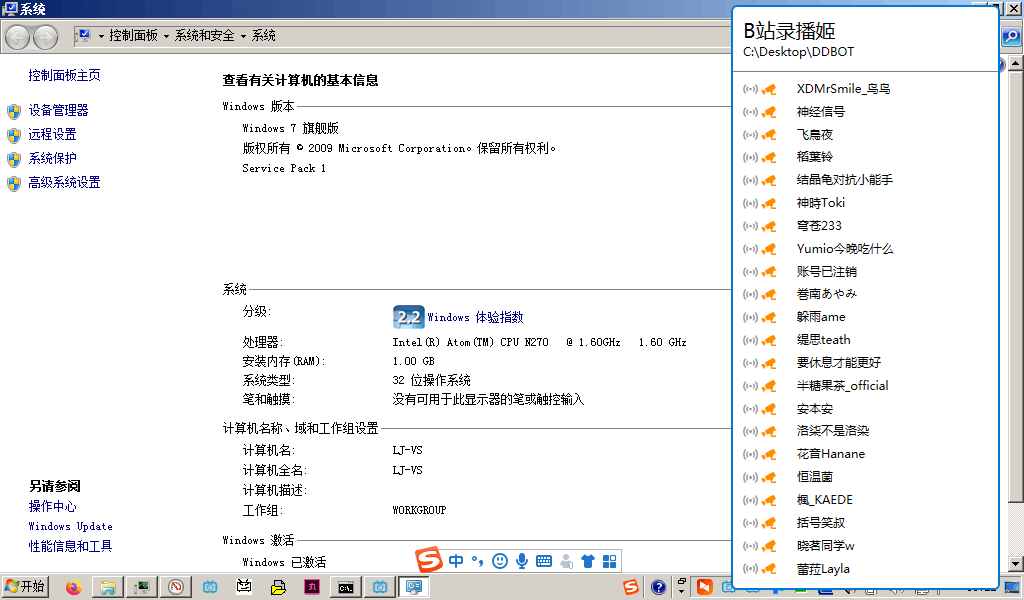 系统
控制面板 系统和安全 系统
控制面板主页
设备管理器
远程设置
系统保护
高级系统设置
另请参阅
操作中心
Windows Update
性能信息和工具
查看有关计算机的基本信息
Windows 版本
Windows 7 旗舰版
版权所有 © 2009 Microsoft Corporation。保留所有权利。
Service Pack 1
系统
分级: 2.2 Windows 体验指数
处理器: Intel(R) Atom(TM) CPU N270 @ 1.60GHz 1.60 GHz
安装内存(RAM): 1.00 GB
系统类型: 32 位操作系统
笔和触摸: 没有可用于此显示器的笔或触控输入
计算机名称、域和工作组设置
计算机名: LJ-VS
计算机全名: LJ-VS
计算机描述:
工作组: WORKGROUP
Windows 激活
Windows 已激活
B站录播姬
C:\Desktop\DDBOT
XDMrSmile_鸟鸟
神经信号
飞鳥夜
稻葉铃
结晶龟对抗小能手
神時Toki
穹苍233
Yumio今晚吃什么
账号已注销
巻南あやみ
躲雨ame
缇思teath
要休息才能更好
半糖果茶_official
安本安
洛柒不是洛染
花音Hanane
恒温菌
楓_KAEDE
括号笑叔
晓茗同学w
蕾菈Layla
S 中
开始